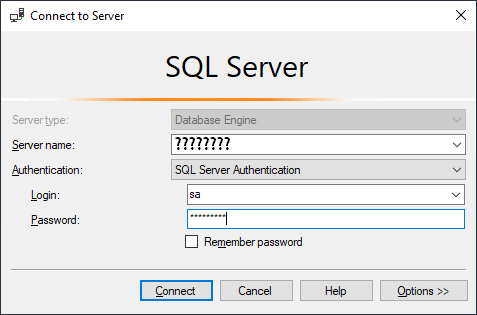 Connect to Server
SQL Server
Server type: Database Engine
Server name: ????????
Authentication: SQL Server Authentication
Login: sa
Password: *********
Remember password
Connect Cancel Help Options >>